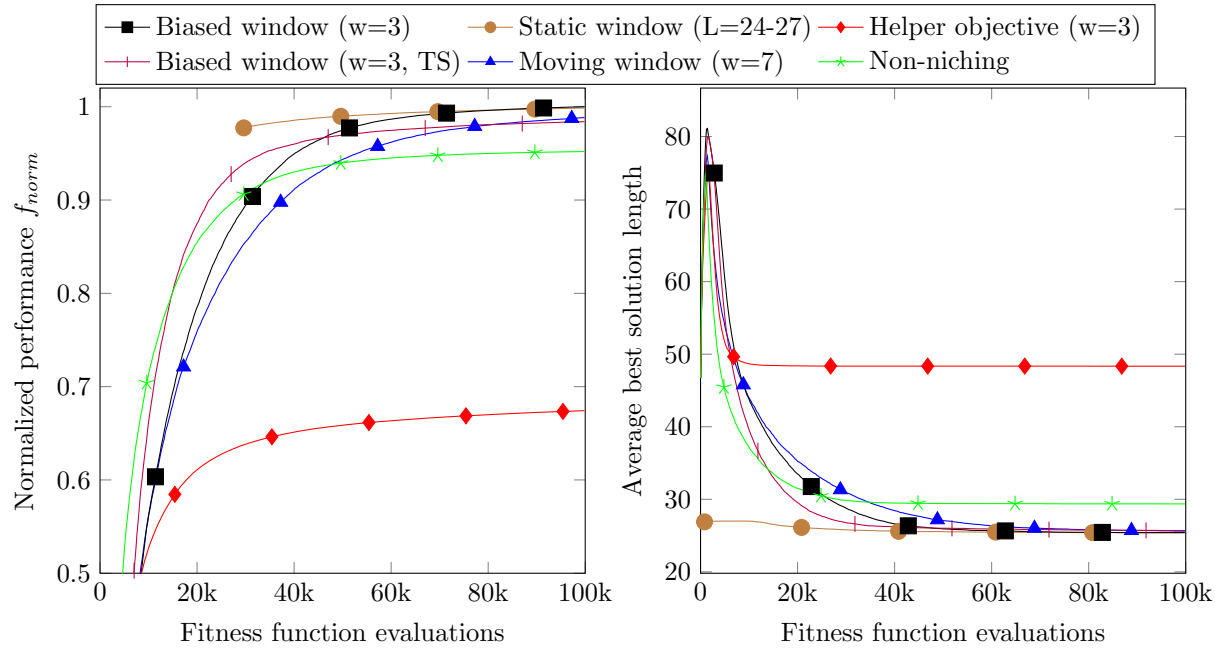 Biased window (w=3) Static window (L=24-27) Helper objective (w=3)
Biased window (w=3, TS) Moving window (w=7) Non-niching
Normalized performance f_norm
1
0.9
0.8
0.7
0.6
0.5
0 20k 40k 60k 80k 100k
Fitness function evaluations
Average best solution length
80
70
60
50
40
30
20
0 20k 40k 60k 80k 100k
Fitness function evaluations